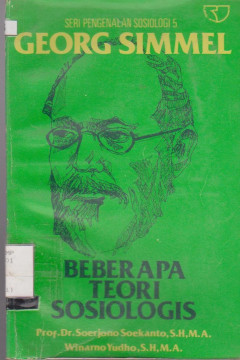 SERI PENGENALAN SOSIOLOGI 5
GEORG SIMMEL
BEBERAPA
TEORI
SOSIOLOGIS
Prof. Dr. Soerjono Soekanto, S.H, M.A.
Winarno Yudho, S.H, M.A.